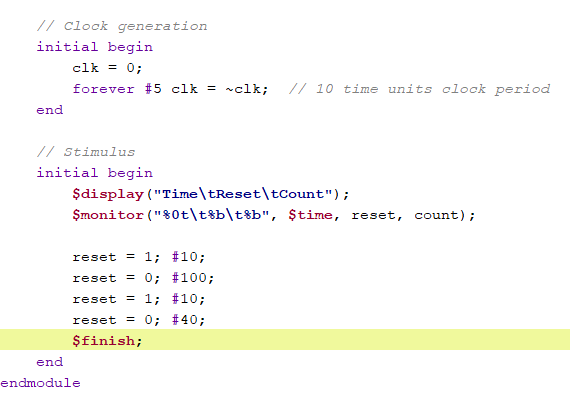 // Clock generation
initial begin
clk = 0;
forever #5 clk = ~clk;  // 10 time units clock period
end
// Stimulus
initial begin
$display("Time\tReset\tCount");
$monitor("%0t\t%b\t%b", $time, reset, count);
reset = 1; #10;
reset = 0; #100;
reset = 1; #10;
reset = 0; #40;
$finish;
end
endmodule